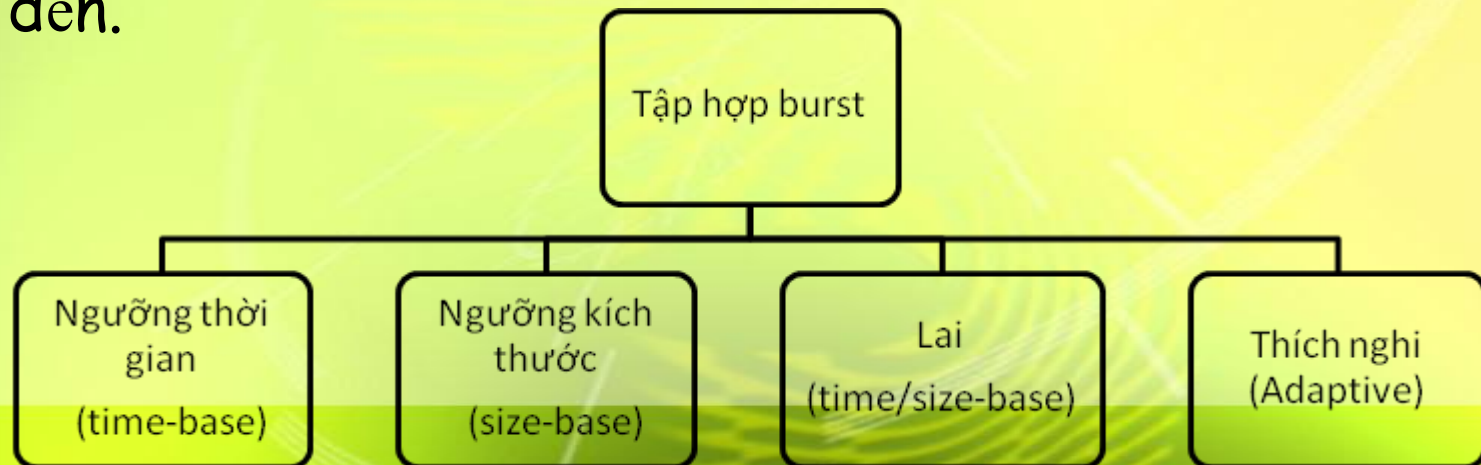 đến.
Tập hợp burst
Ngưỡng thời
gian
(time-base)
Ngưỡng kích
thước
(size-base)
Lai
(time/size-base)
Thích nghi
(Adaptive)